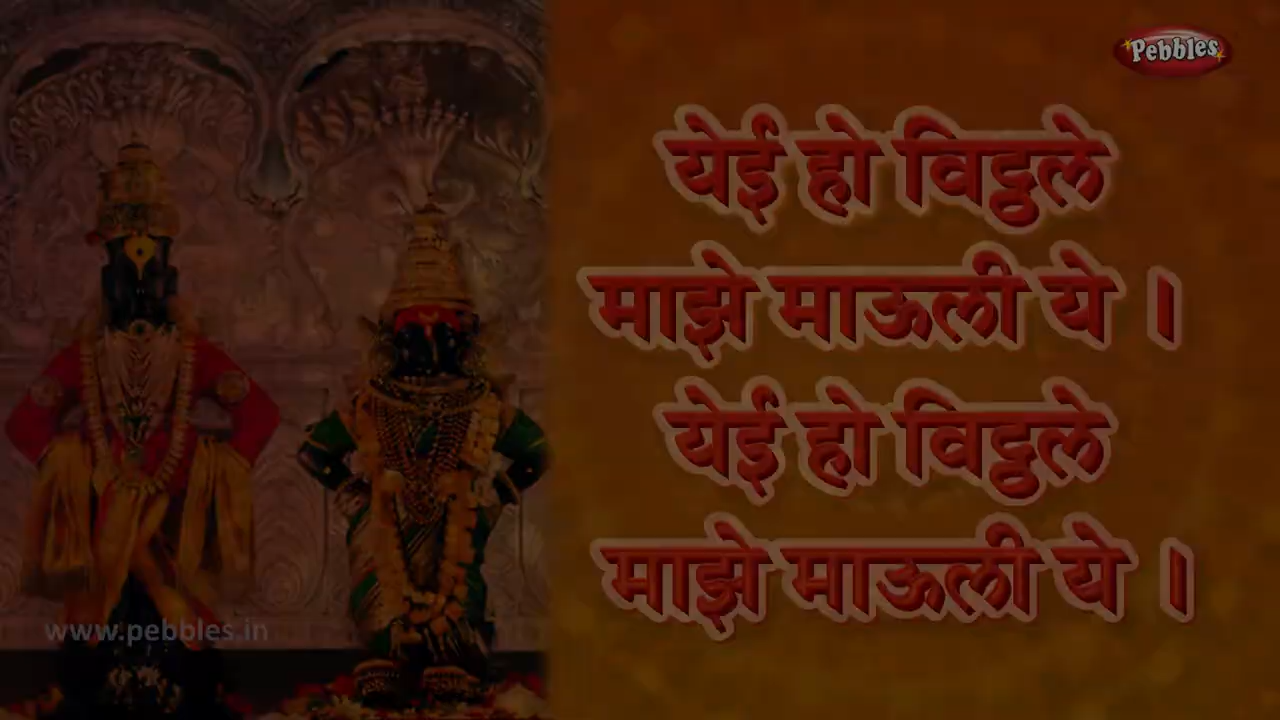 Pebbles
येई हो विठ्ठले
माझे माऊली ये ।
येई हो विठ्ठले
माझे माऊली ये ।
www.pebbles.in